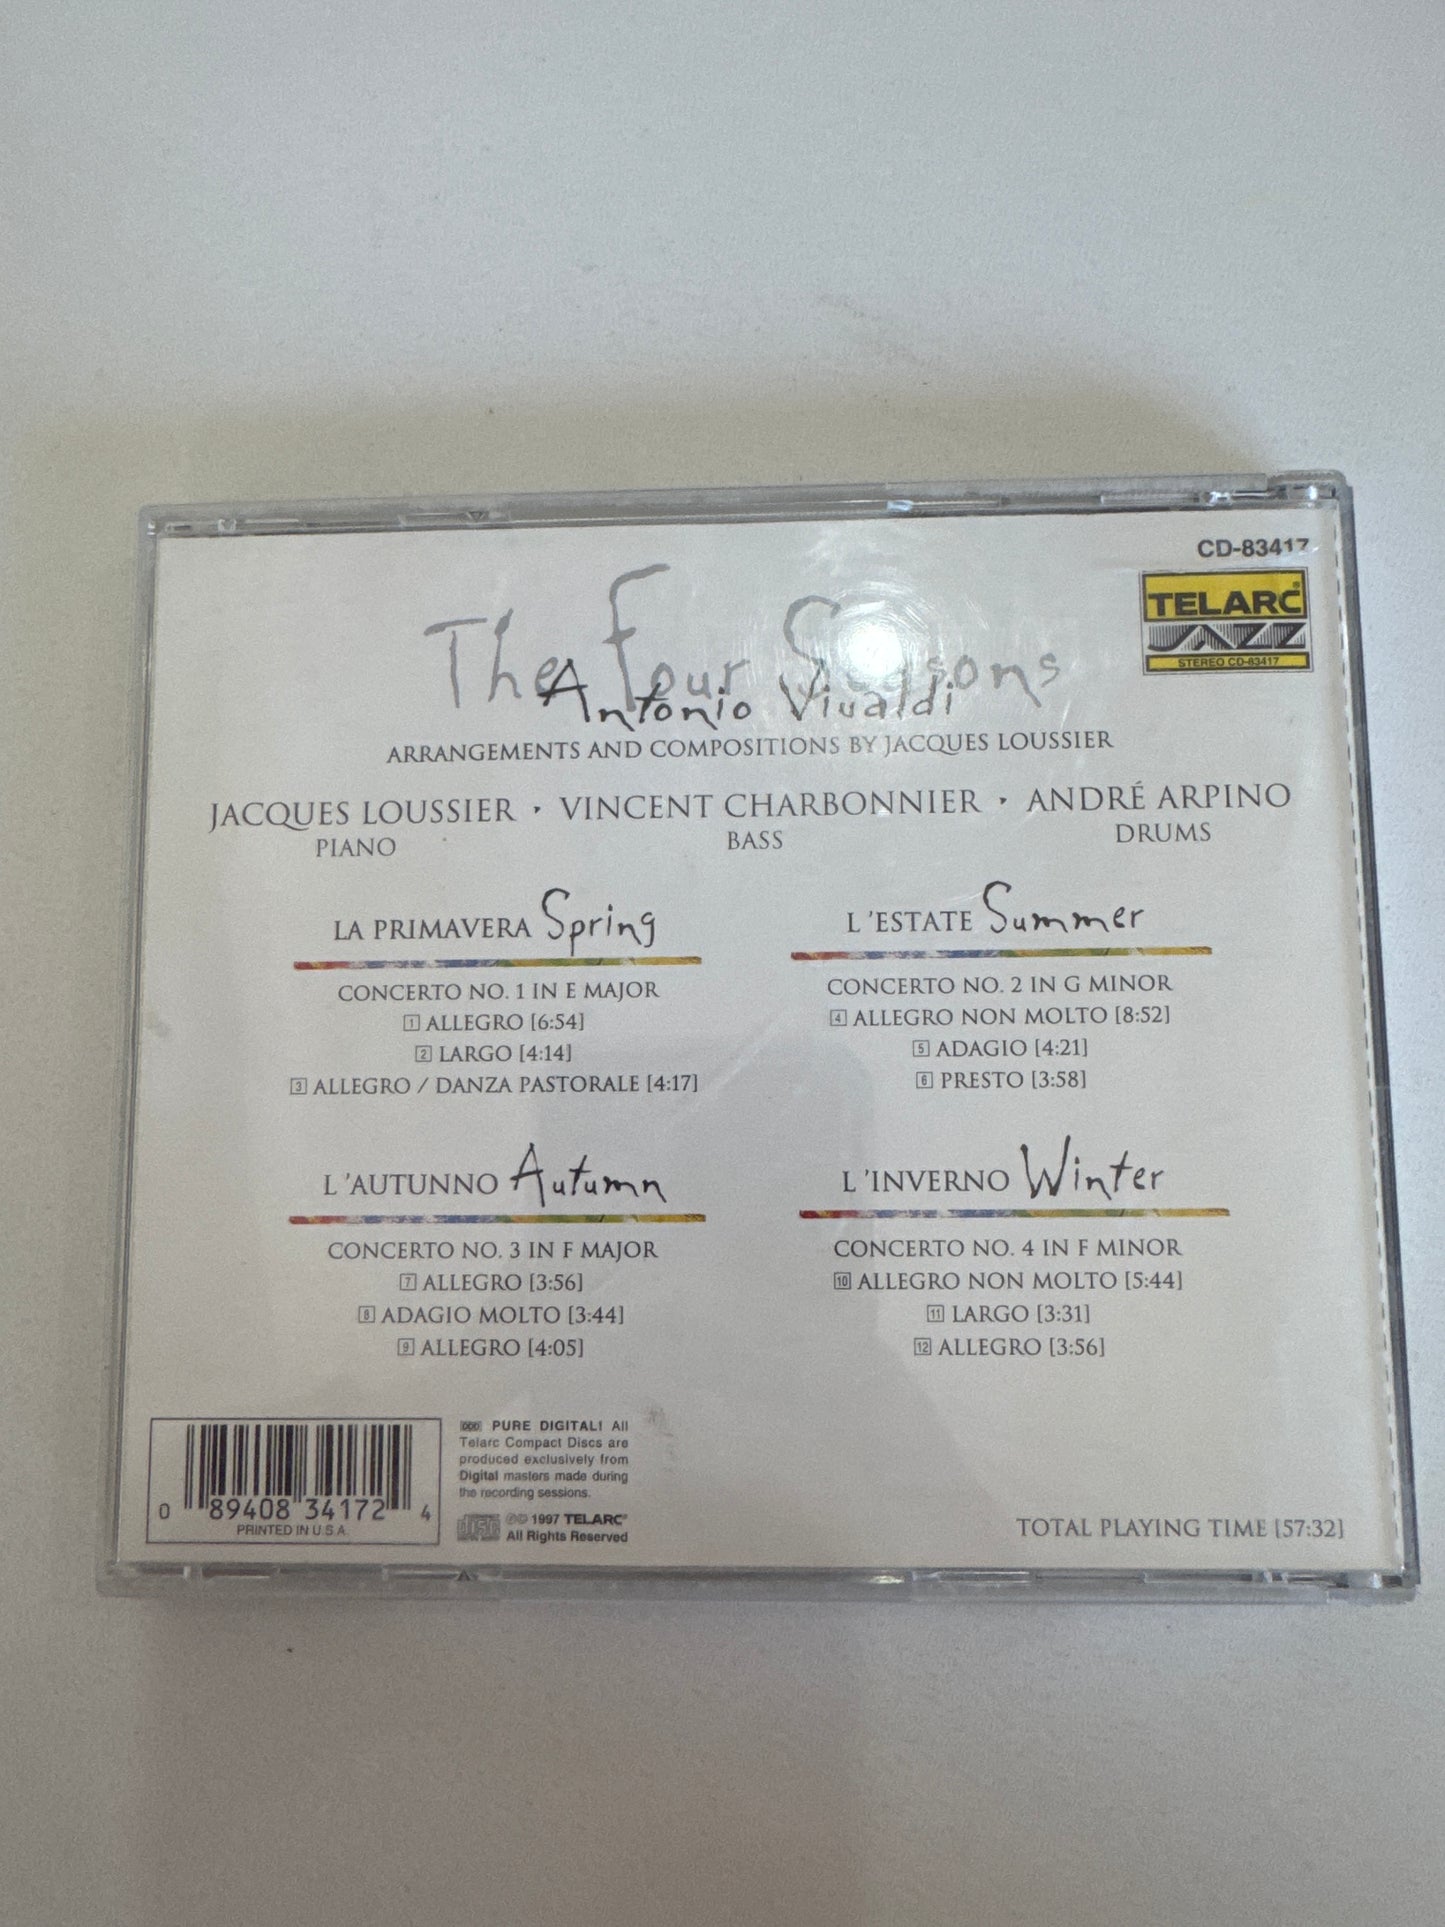 CD-83417
TELARC®
JAZZ
STEREO CD-83417
The Four Seasons
Antonio Vivaldi
ARRANGEMENTS AND COMPOSITIONS BY JACQUES LOUSSIER
JACQUES LOUSSIER · VINCENT CHARBONNIER · ANDRÉ ARPINO
PIANO BASS DRUMS
LA PRIMAVERA Spring
CONCERTO NO. 1 IN E MAJOR
1 ALLEGRO [6:54]
2 LARGO [4:14]
3 ALLEGRO / DANZA PASTORALE [4:17]
L'ESTATE Summer
CONCERTO NO. 2 IN G MINOR
4 ALLEGRO NON MOLTO [8:52]
5 ADAGIO [4:21]
6 PRESTO [3:58]
L'AUTUNNO Autumn
CONCERTO NO. 3 IN F MAJOR
7 ALLEGRO [3:56]
8 ADAGIO MOLTO [3:44]
9 ALLEGRO [4:05]
L'INVERNO Winter
CONCERTO NO. 4 IN F MINOR
10 ALLEGRO NON MOLTO [5:44]
11 LARGO [3:31]
12 ALLEGRO [3:56]
0 89408 34172 4
PRINTED IN U.S.A.
DDD PURE DIGITAL! All
Telarc Compact Discs are
produced exclusively from
Digital masters made during
the recording sessions.
disc
℗© 1997 TELARC®
All Rights Reserved
TOTAL PLAYING TIME [57:32]